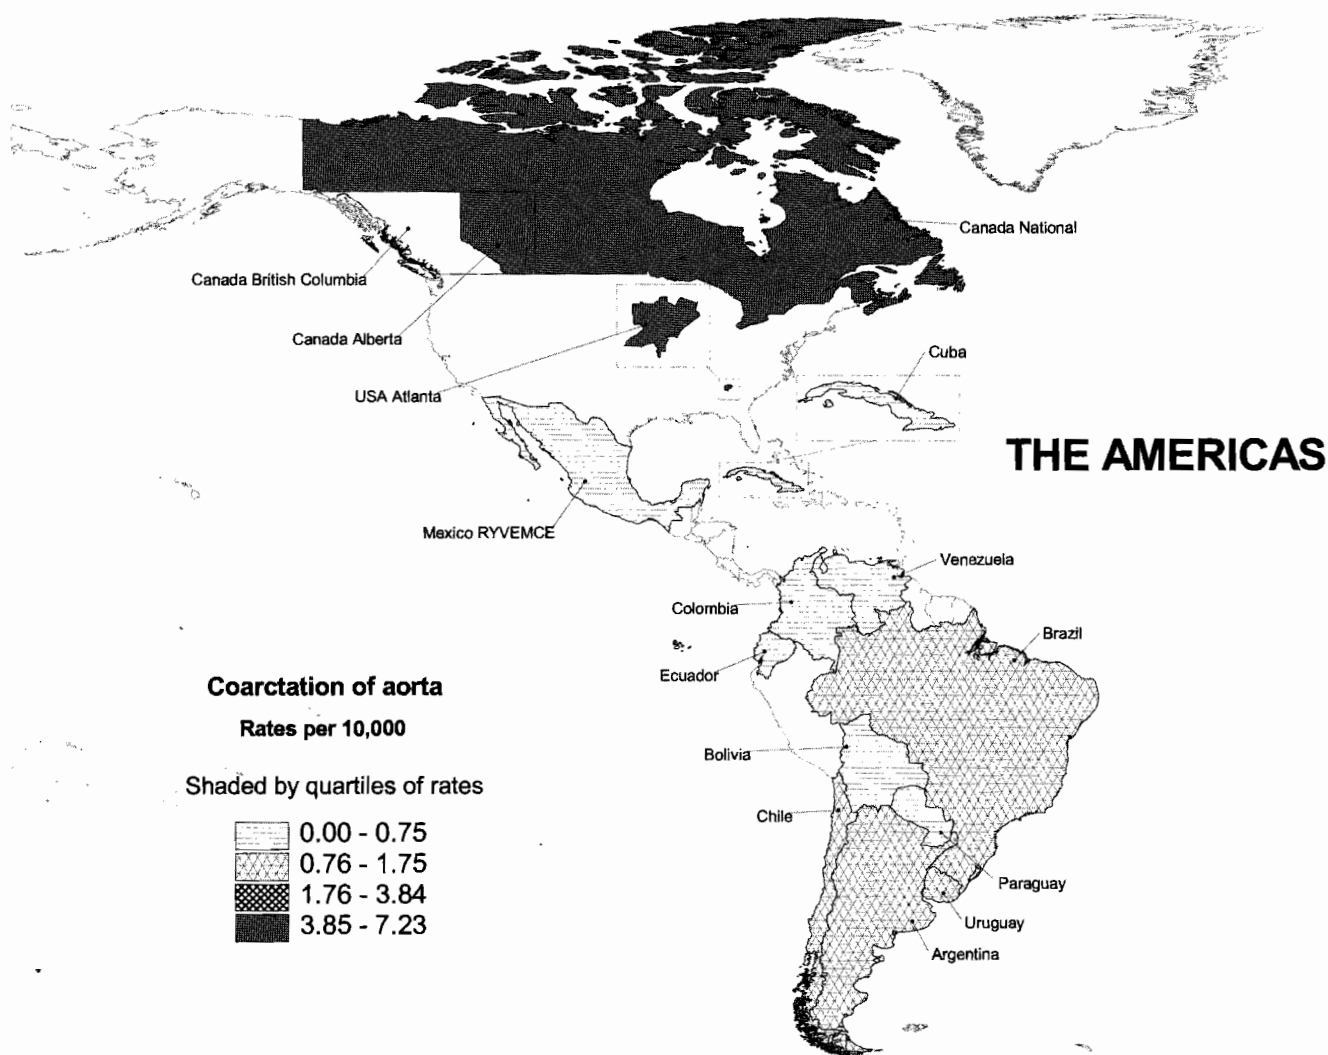 Canada National
Canada British Columbia
Canada Alberta
Cuba
USA Atlanta
THE AMERICAS
Mexico RYVEMCE
Venezuela
Colombia
Brazil
Ecuador
Coarctation of aorta
Rates per 10,000
Bolivia
Shaded by quartiles of rates
Chile
0.00 - 0.75
0.76 - 1.75
1.76 - 3.84
3.85 - 7.23
Paraguay
Uruguay
Argentina